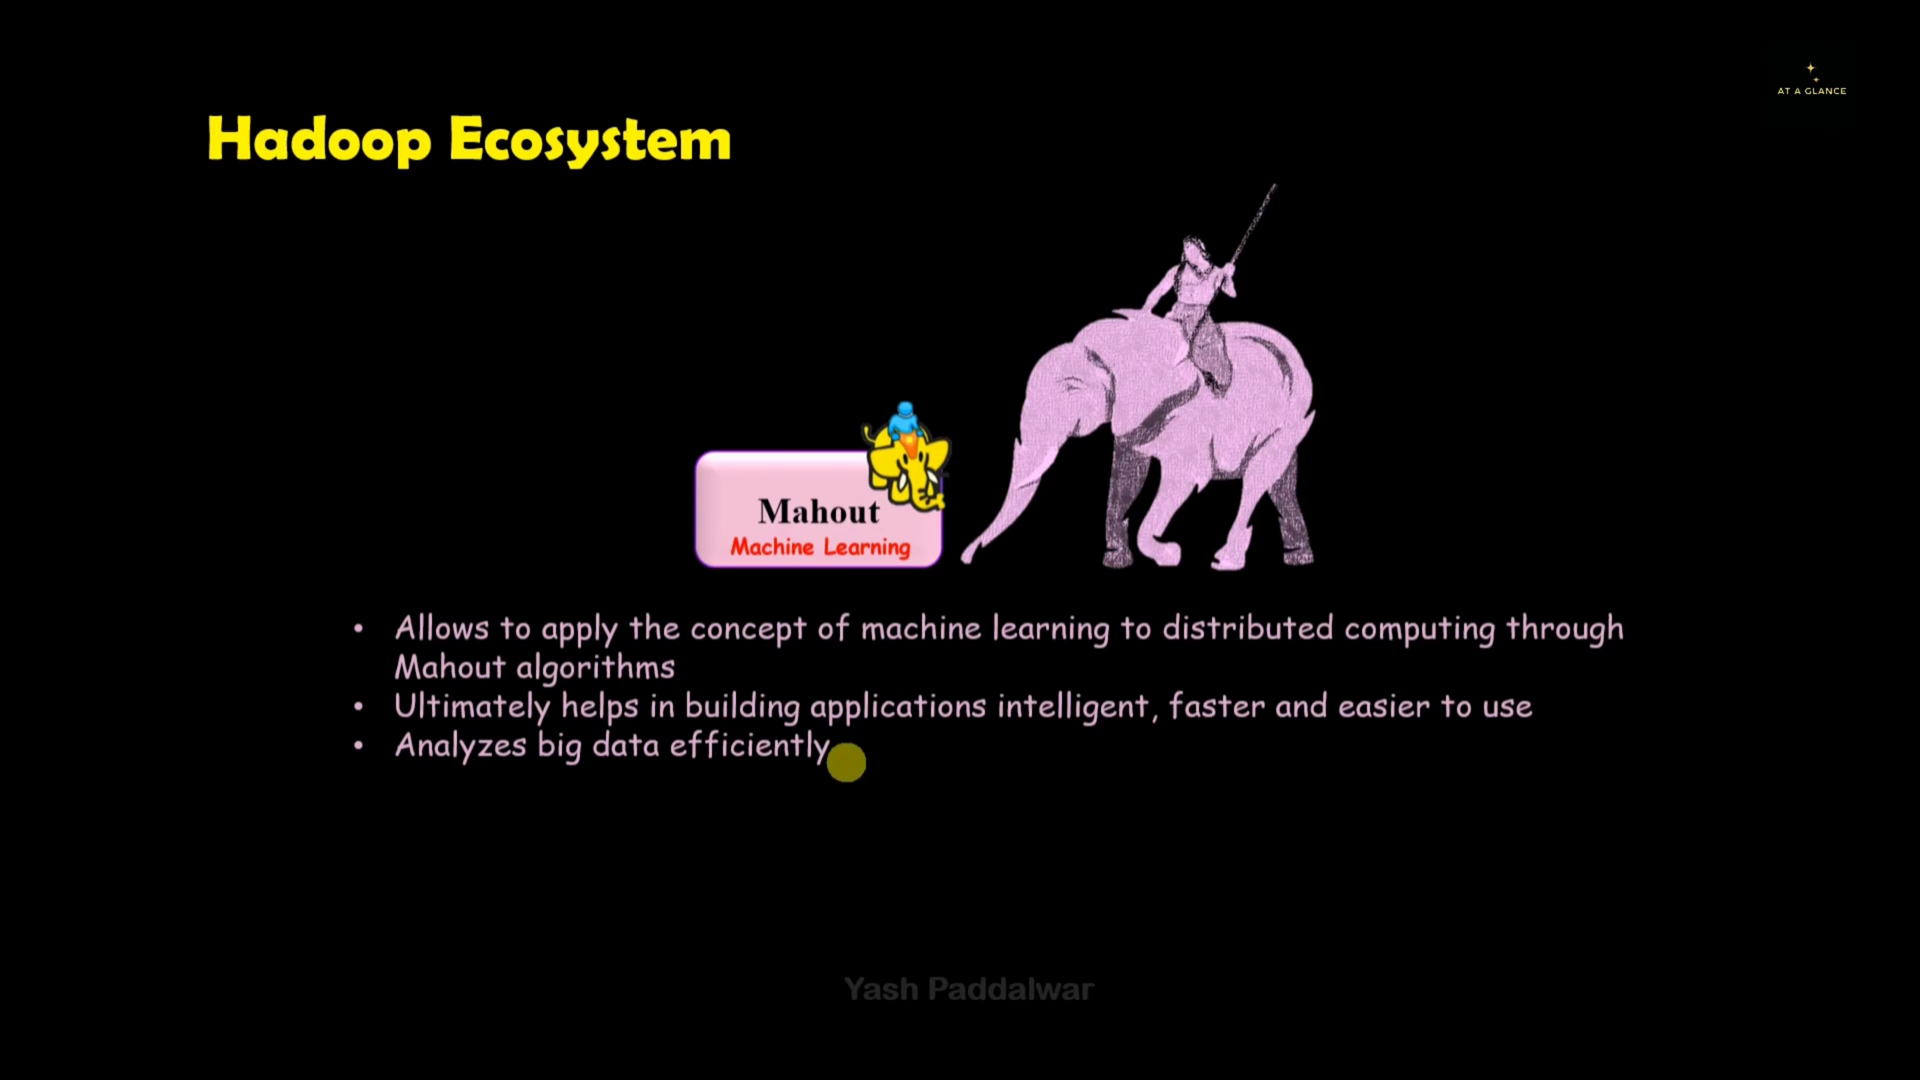 AT A GLANCE
Hadoop Ecosystem
Mahout
Machine Learning
• Allows to apply the concept of machine learning to distributed computing through
Mahout algorithms
• Ultimately helps in building applications intelligent, faster and easier to use
• Analyzes big data efficiently
Yash Paddalwar